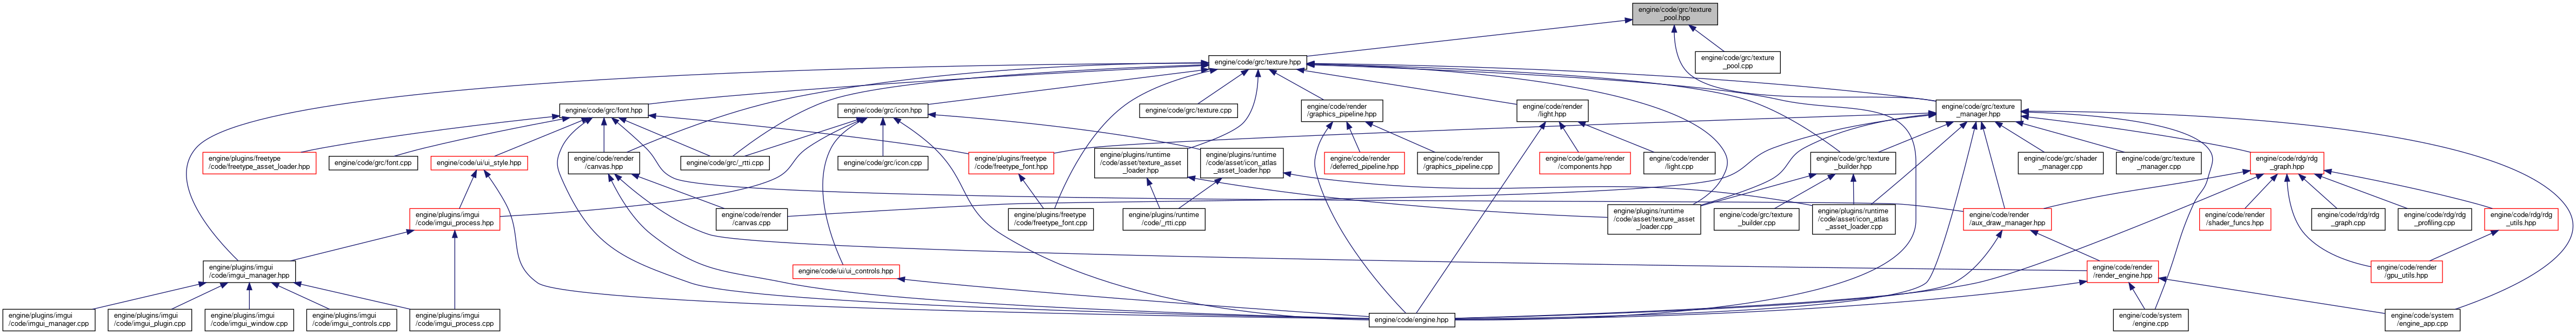 engine/code/grc/texture
_pool.hpp
engine/code/grc/texture.hpp
engine/code/grc/texture
_pool.cpp
engine/code/grc/font.hpp
engine/code/grc/icon.hpp
engine/code/grc/texture.cpp
engine/code/render
/graphics_pipeline.hpp
engine/code/render
/light.hpp
engine/code/grc/texture
_manager.hpp
engine/plugins/freetype
/code/freetype_asset_loader.hpp
engine/code/grc/font.cpp
engine/code/ui/ui_style.hpp
engine/code/render
/canvas.hpp
engine/code/grc/_rtti.cpp
engine/code/grc/icon.cpp
engine/plugins/freetype
/code/freetype_font.hpp
engine/plugins/runtime
/code/asset/texture_asset
_loader.hpp
engine/plugins/runtime
/code/asset/icon_atlas
_asset_loader.hpp
engine/code/render
/deferred_pipeline.hpp
engine/code/render
/graphics_pipeline.cpp
engine/code/game/render
/components.hpp
engine/code/render
/light.cpp
engine/code/grc/texture
_builder.hpp
engine/code/grc/shader
_manager.cpp
engine/code/grc/texture
_manager.cpp
engine/code/rdg/rdg
_graph.hpp
engine/plugins/imgui
/code/imgui_process.hpp
engine/code/render
/canvas.cpp
engine/plugins/freetype
/code/freetype_font.cpp
engine/plugins/runtime
/code/_rtti.cpp
engine/plugins/runtime
/code/asset/texture_asset
_loader.cpp
engine/code/grc/texture
_builder.cpp
engine/plugins/runtime
/code/asset/icon_atlas
_asset_loader.cpp
engine/code/render
/aux_draw_manager.hpp
engine/code/render
/shader_funcs.hpp
engine/code/rdg/rdg
_graph.cpp
engine/code/rdg/rdg
_profiling.cpp
engine/code/rdg/rdg
_utils.hpp
engine/plugins/imgui
/code/imgui_manager.hpp
engine/code/ui/ui_controls.hpp
engine/code/render
/render_engine.hpp
engine/code/render
/gpu_utils.hpp
engine/plugins/imgui
/code/imgui_manager.cpp
engine/plugins/imgui
/code/imgui_plugin.cpp
engine/plugins/imgui
/code/imgui_window.cpp
engine/plugins/imgui
/code/imgui_controls.cpp
engine/plugins/imgui
/code/imgui_process.cpp
engine/code/engine.hpp
engine/code/system
/engine.cpp
engine/code/system
/engine_app.cpp